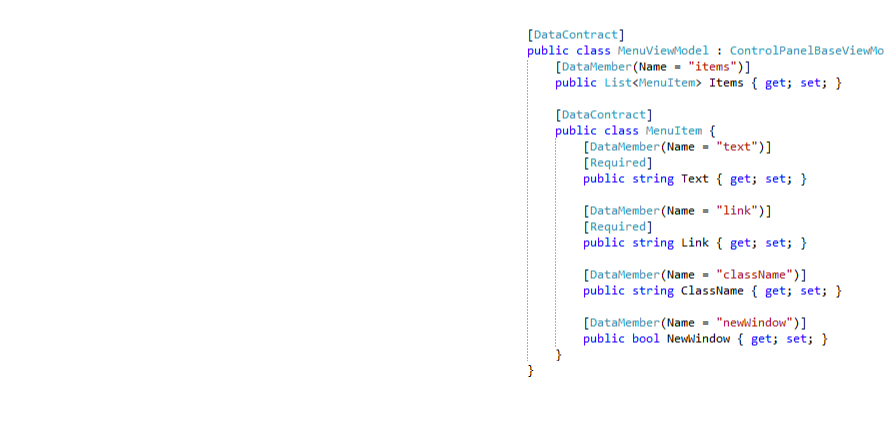 [DataContract]
public class MenuViewModel : ControlPanelBaseViewMo
[DataMember(Name = "items")]
public List<MenuItem> Items { get; set; }
[DataContract]
public class MenuItem {
[DataMember(Name = "text")]
[Required]
public string Text { get; set; }
[DataMember(Name = "link")]
[Required]
public string Link { get; set; }
[DataMember(Name = "className")]
public string ClassName { get; set; }
[DataMember(Name = "newWindow")]
public bool NewWindow { get; set; }
}
}